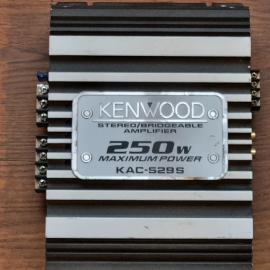 KENWOOD
STEREO/BRIDGEABLE
AMPLIFIER
250W
MAXIMUM POWER
KAC-529S